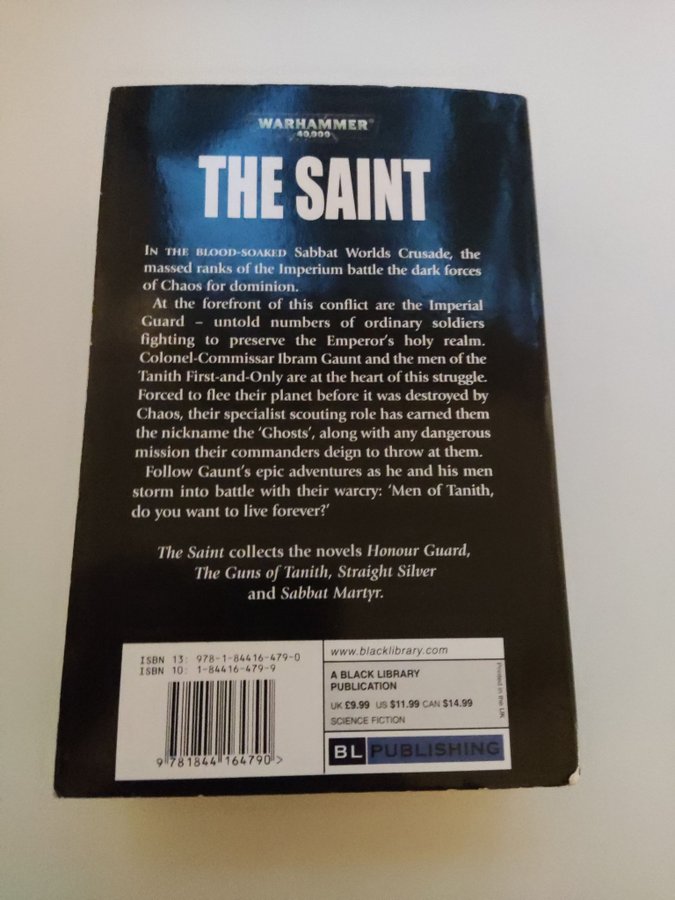 WARHAMMER
40,000
THE SAINT
IN THE BLOOD-SOAKED Sabbat Worlds Crusade, the
massed ranks of the Imperium battle the dark forces
of Chaos for dominion.
At the forefront of this conflict are the Imperial
Guard – untold numbers of ordinary soldiers
fighting to preserve the Emperor's holy realm.
Colonel-Commissar Ibram Gaunt and the men of the
Tanith First-and-Only are at the heart of this struggle.
Forced to flee their planet before it was destroyed by
Chaos, their specialist scouting role has earned them
the nickname the 'Ghosts', along with any dangerous
mission their commanders deign to throw at them.
Follow Gaunt's epic adventures as he and his men
storm into battle with their warcry: 'Men of Tanith,
do you want to live forever?'
The Saint collects the novels Honour Guard,
The Guns of Tanith, Straight Silver
and Sabbat Martyr.
ISBN 13: 978-1-84416-479-0
ISBN 10: 1-84416-479-9
9 781844 164790 >
www.blacklibrary.com
A BLACK LIBRARY
PUBLICATION
UK £9.99 US $11.99 CAN $14.99
SCIENCE FICTION
BL PUBLISHING
Printed in the UK